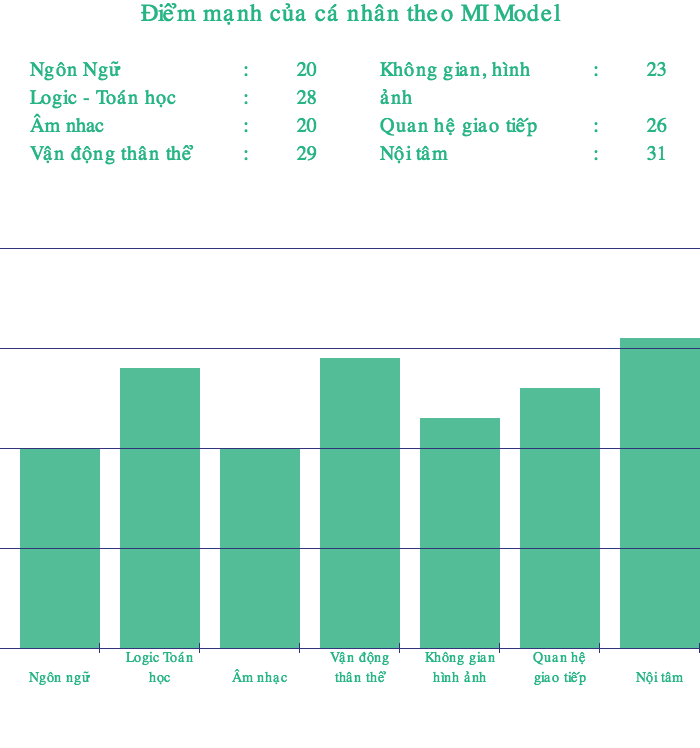 Điểm mạnh của cá nhân theo MI Model
Ngôn Ngữ : 20
Logic - Toán học : 28
Âm nhac : 20
Vận động thân thể : 29
Không gian, hình : 23
ảnh
Quan hệ giao tiếp : 26
Nội tâm : 31
Ngôn ngữ
Logic Toán
học
Âm nhạc
Vận động
thân thể
Không gian
hình ảnh
Quan hệ
giao tiếp
Nội tâm